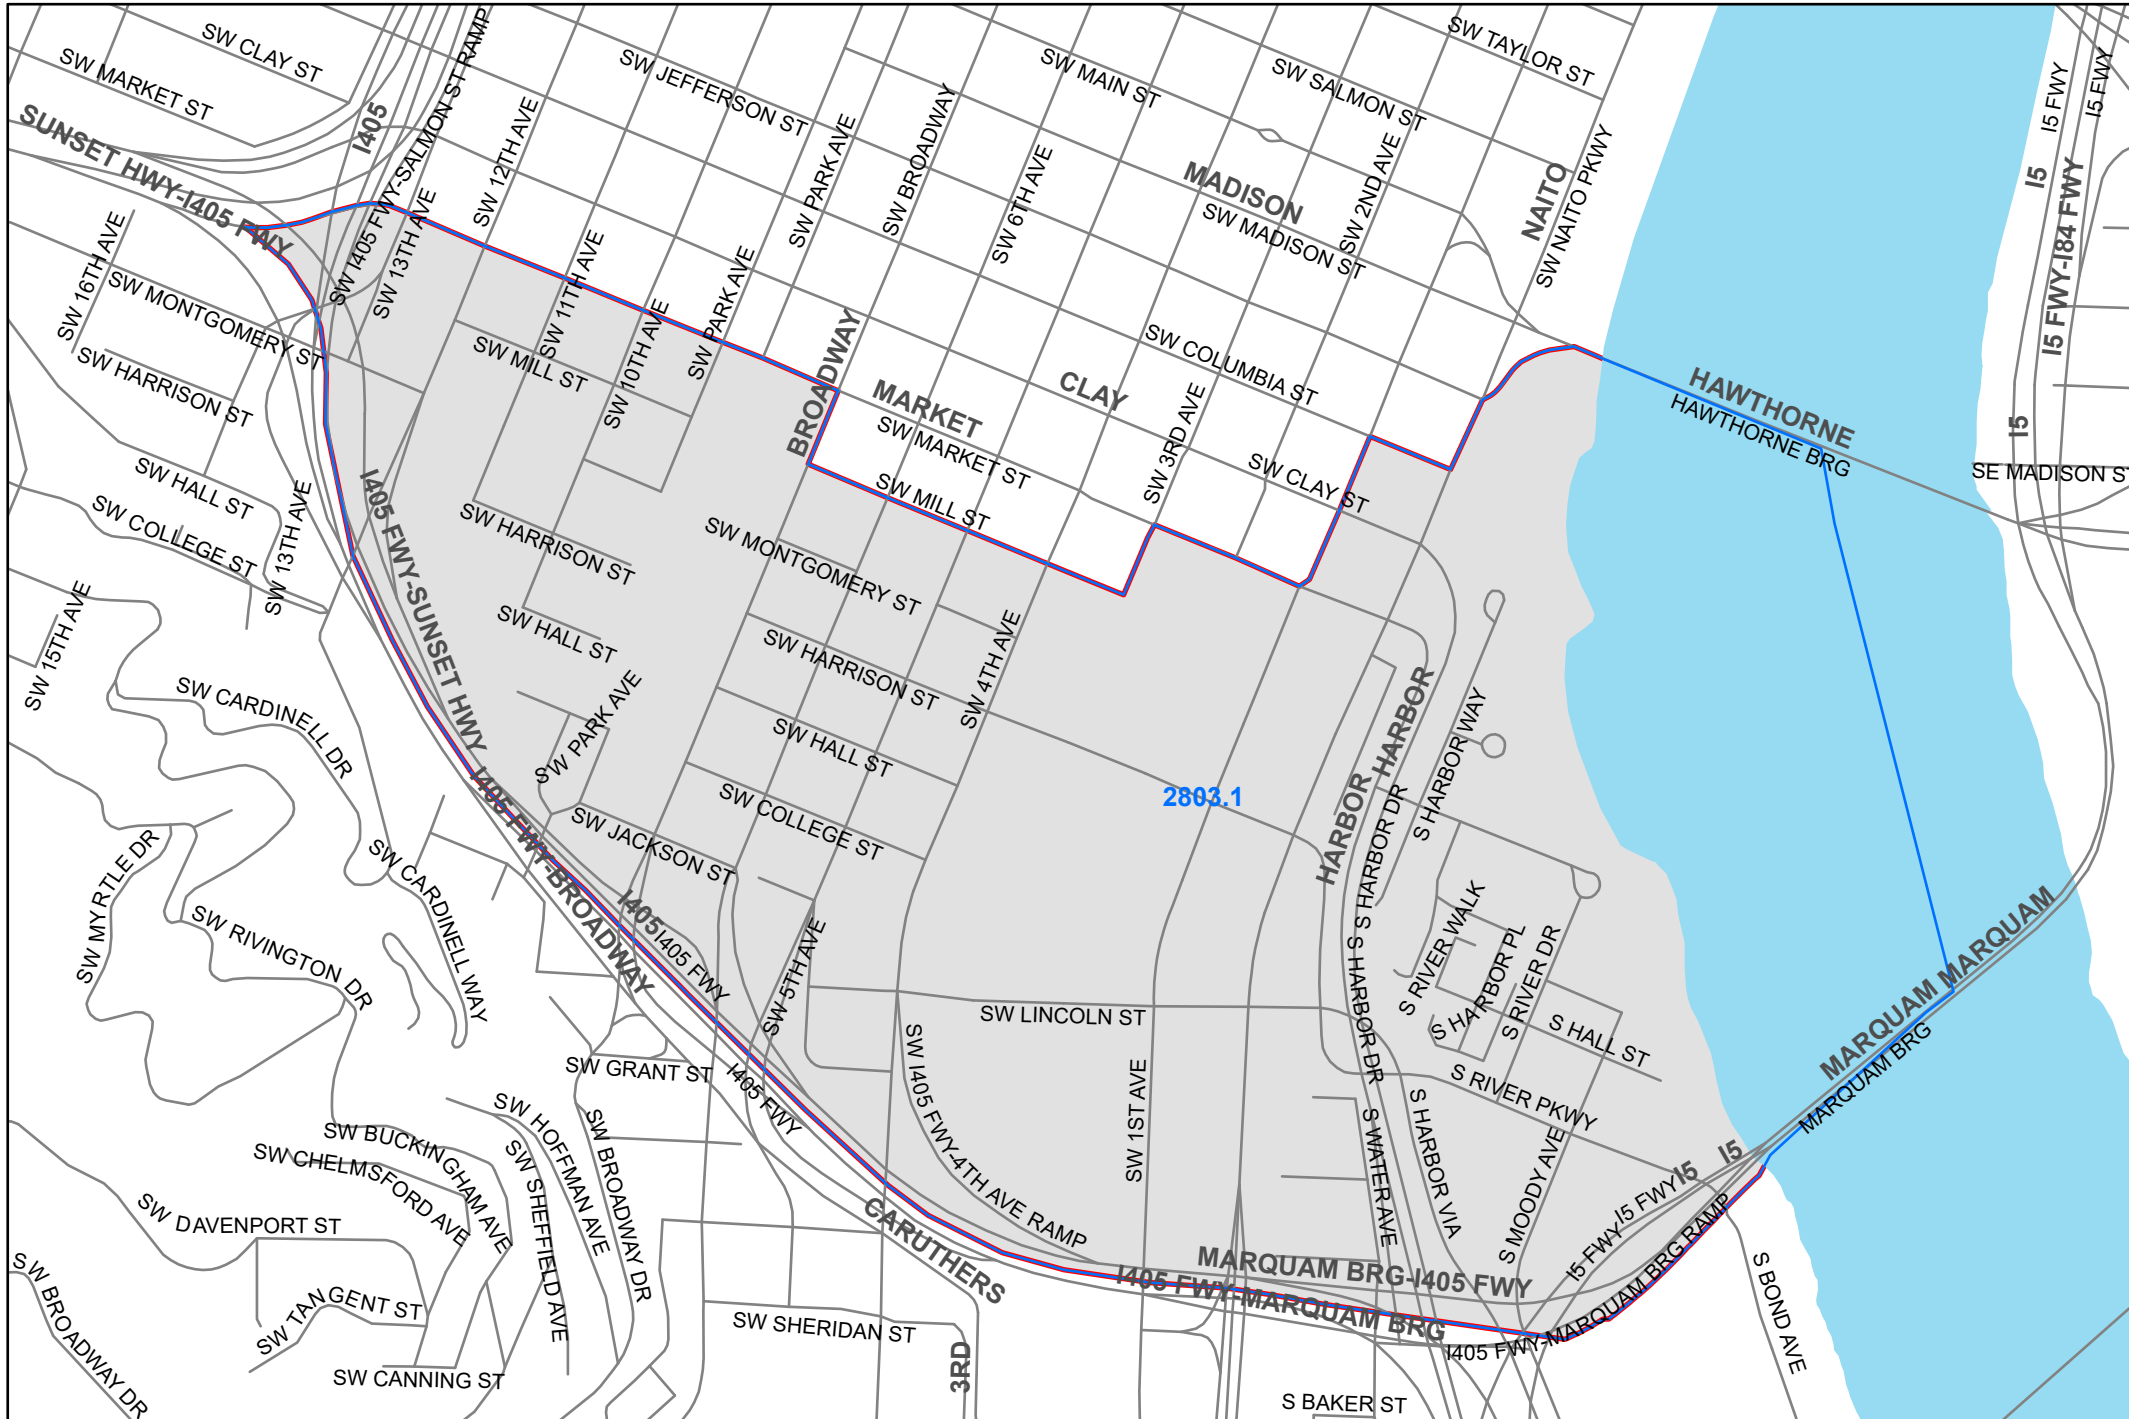 SW CLAY ST
SW MARKET ST
SUNSET HWY-I405 FWY
I405
SW I405 FWY-SALMON ST RAMP
SW 12TH AVE
SW 13TH AVE
SW JEFFERSON ST
SW PARK AVE
SW BROADWAY
SW 6TH AVE
SW MAIN ST
SW SALMON ST
SW TAYLOR ST
MADISON
SW MADISON ST
SW 2ND AVE
NAITO
SW NAITO PKWY
I5 FWY
I5 FWY
I5
I5 FWY-I84 FWY
I5
SW 16TH AVE
SW MONTGOMERY ST
SW HARRISON ST
SW HALL ST
SW COLLEGE ST
SW 13TH AVE
SW 15TH AVE
SW 11TH AVE
SW 10TH AVE
SW PARK AVE
SW MILL ST
BROADWAY
MARKET
SW MARKET ST
CLAY
SW COLUMBIA ST
SW 3RD AVE
SW CLAY ST
SW MILL ST
HAWTHORNE
HAWTHORNE BRG
SE MADISON ST
I405 FWY-SUNSET HWY
SW HARRISON ST
SW MONTGOMERY ST
SW HALL ST
SW HARRISON ST
SW 4TH AVE
SW PARK AVE
SW HALL ST
SW CARDINELL DR
SW JACKSON ST
SW COLLEGE ST
2803.1
HARBOR
HARBOR
S HARBOR DR
S HARBOR WAY
SW CARDINELL WAY
SW MYRTLE DR
SW RIVINGTON DR
I405 FWY-BROADWAY
I405
I405 FWY
SW 5TH AVE
SW LINCOLN ST
S HARBOR DR
S RIVER WALK
S HARBOR PL
S RIVER DR
S HALL ST
S RIVER PKWY
MARQUAM
MARQUAM
MARQUAM BRG
SW GRANT ST
I405 FWY
SW I405 FWY-4TH AVE RAMP
SW 1ST AVE
S WATER AVE
S HARBOR VIA
S MOODY AVE
I5 FWY
I5 FWY
I5
I5
SW HOFFMAN AVE
SW BROADWAY DR
SW BUCKINGHAM AVE
SW CHELMSFORD AVE
SW SHEFFIELD AVE
SW DAVENPORT ST
SW TANGENT ST
SW BROADWAY DR
SW CANNING ST
CARUTHERS
SW SHERIDAN ST
3RD
MARQUAM BRG-I405 FWY
I405 FWY-MARQUAM BRG
I405 FWY-MARQUAM BRG RAMP
S BOND AVE
S BAKER ST